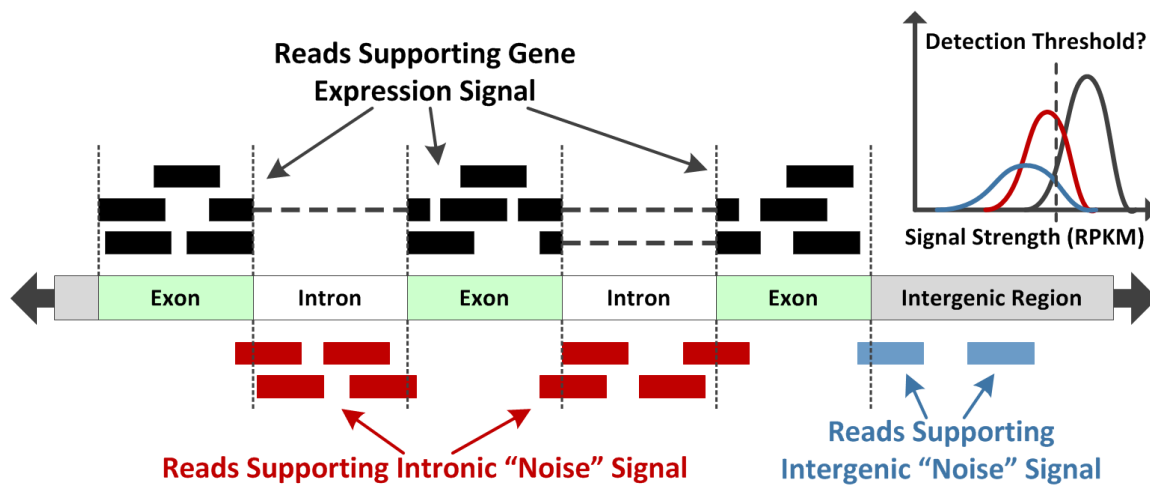 Reads Supporting Gene
Expression Signal
Detection Threshold?
Signal Strength (RPKM)
Exon
Intron
Exon
Intron
Exon
Intergenic Region
Reads Supporting Intronic “Noise” Signal
Reads Supporting
Intergenic “Noise” Signal